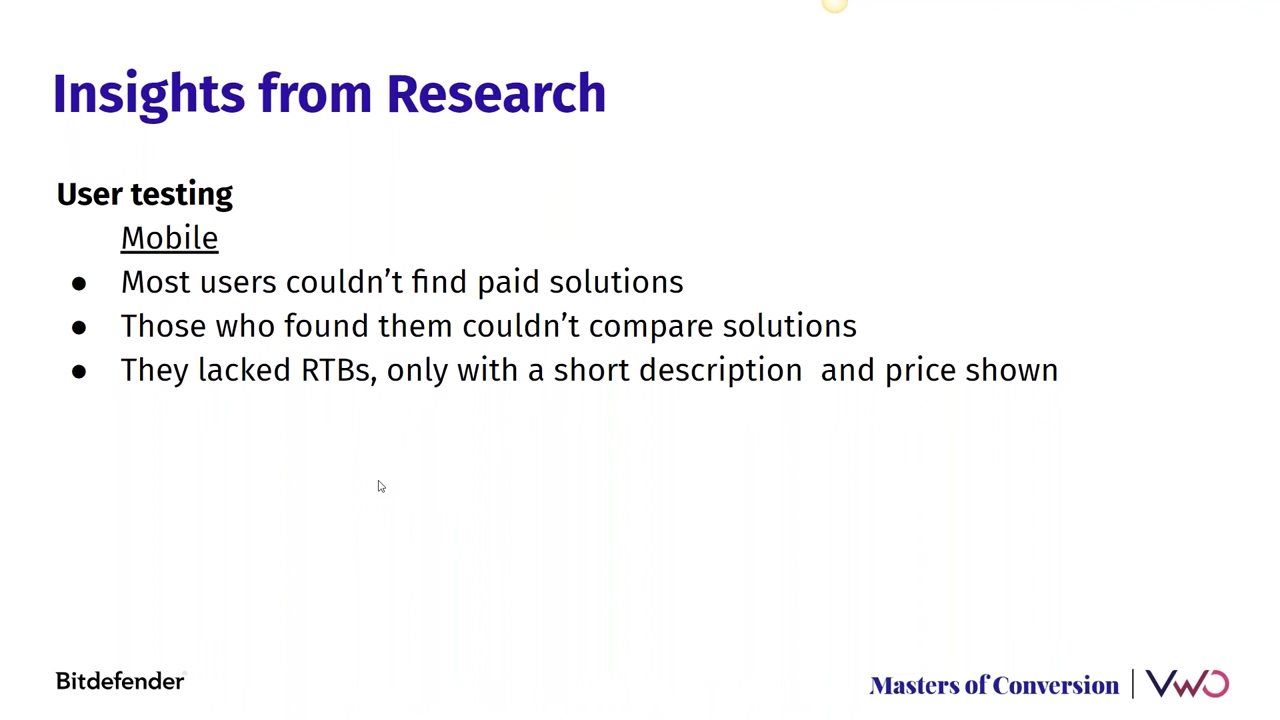 Insights from Research
User testing
Mobile
● Most users couldn’t find paid solutions
● Those who found them couldn’t compare solutions
● They lacked RTBs, only with a short description  and price shown
Bitdefender
Masters of Conversion | VWO